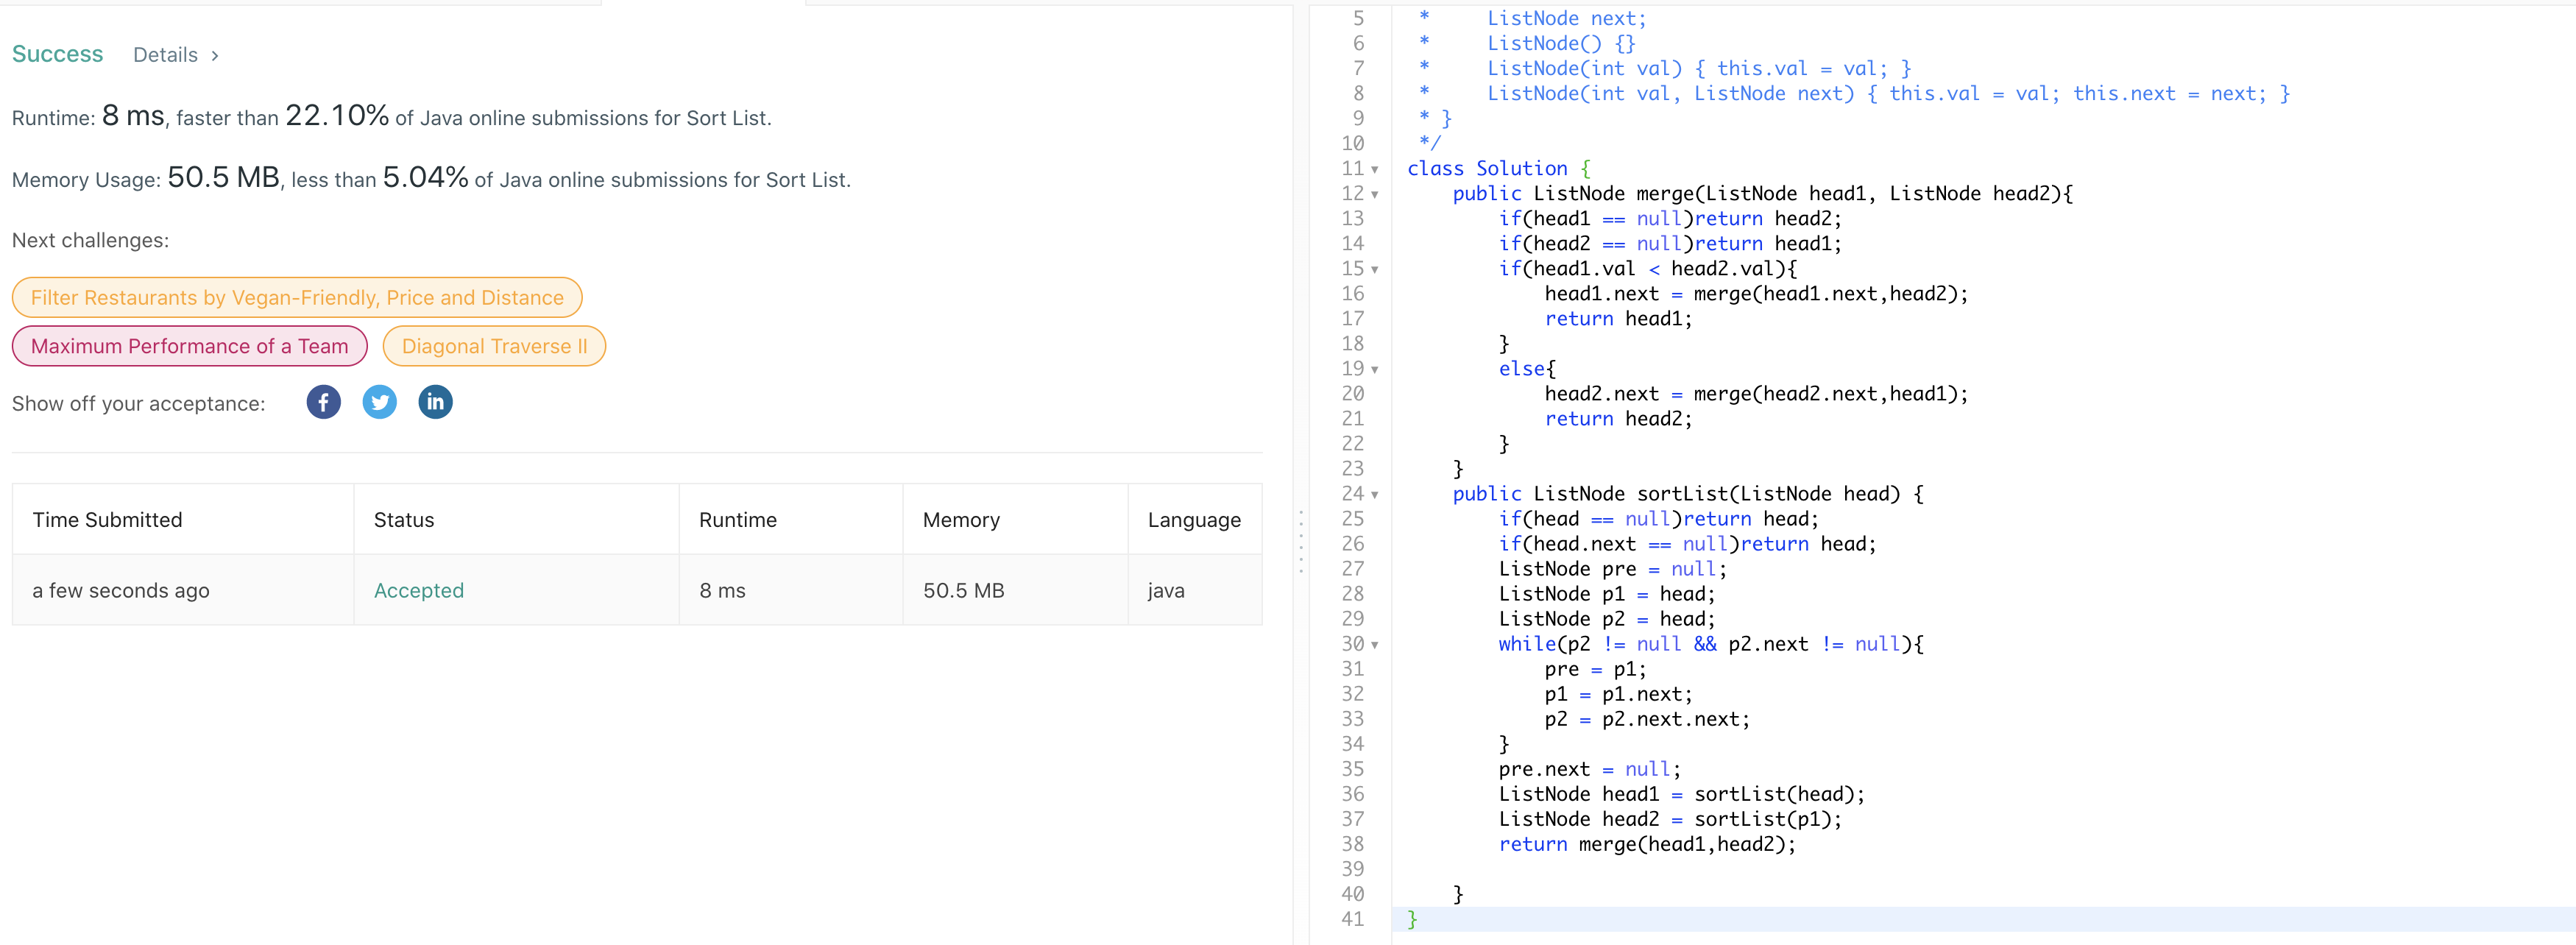 Success Details >
Runtime: 8 ms, faster than 22.10% of Java online submissions for Sort List.
Memory Usage: 50.5 MB, less than 5.04% of Java online submissions for Sort List.
Next challenges:
Filter Restaurants by Vegan-Friendly, Price and Distance
Maximum Performance of a Team Diagonal Traverse II
Show off your acceptance: f in
Time Submitted Status Runtime Memory Language
a few seconds ago Accepted 8 ms 50.5 MB java
5 *     ListNode next;
6 *     ListNode() {}
7 *     ListNode(int val) { this.val = val; }
8 *     ListNode(int val, ListNode next) { this.val = val; this.next = next; }
9 * }
10 */
11 class Solution {
12     public ListNode merge(ListNode head1, ListNode head2){
13         if(head1 == null)return head2;
14         if(head2 == null)return head1;
15         if(head1.val < head2.val){
16             head1.next = merge(head1.next,head2);
17             return head1;
18         }
19         else{
20             head2.next = merge(head2.next,head1);
21             return head2;
22         }
23     }
24     public ListNode sortList(ListNode head) {
25         if(head == null)return head;
26         if(head.next == null)return head;
27         ListNode pre = null;
28         ListNode p1 = head;
29         ListNode p2 = head;
30         while(p2 != null && p2.next != null){
31             pre = p1;
32             p1 = p1.next;
33             p2 = p2.next.next;
34         }
35         pre.next = null;
36         ListNode head1 = sortList(head);
37         ListNode head2 = sortList(p1);
38         return merge(head1,head2);
39
40     }
41 }